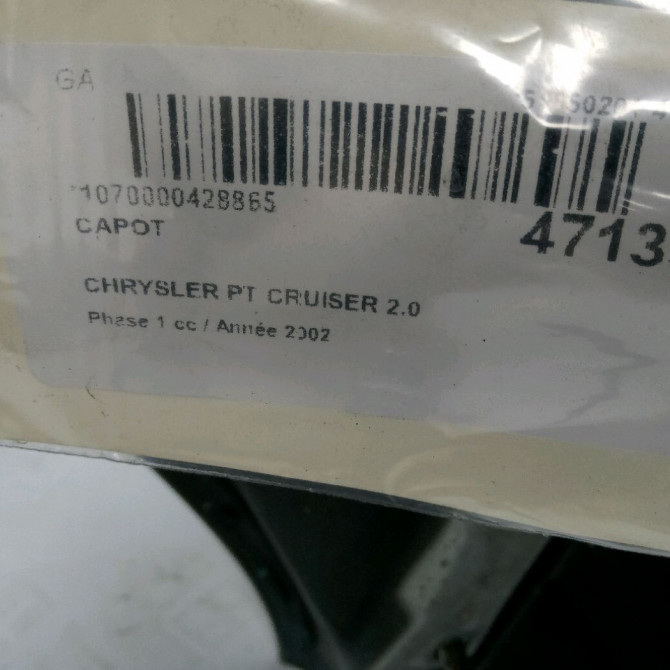 GA
1070000428865
CAPOT
4713
CHRYSLER PT CRUISER 2.0
Phase 1 cc / Année 2002